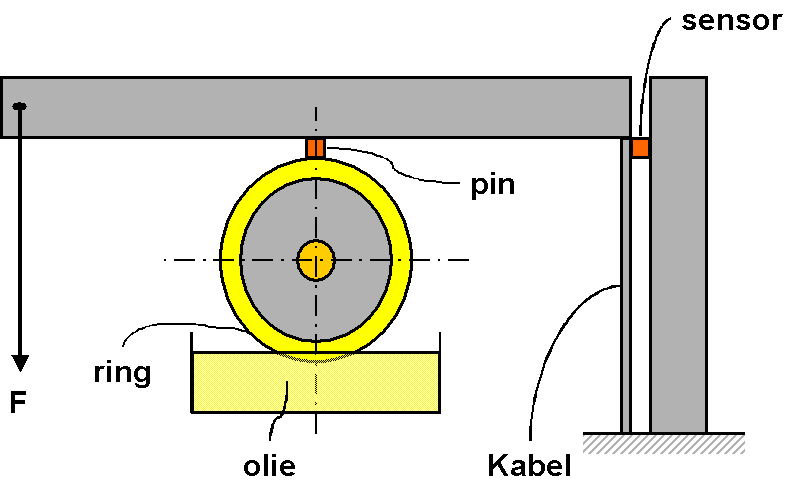 sensor
pin
ring
F
olie
Kabel